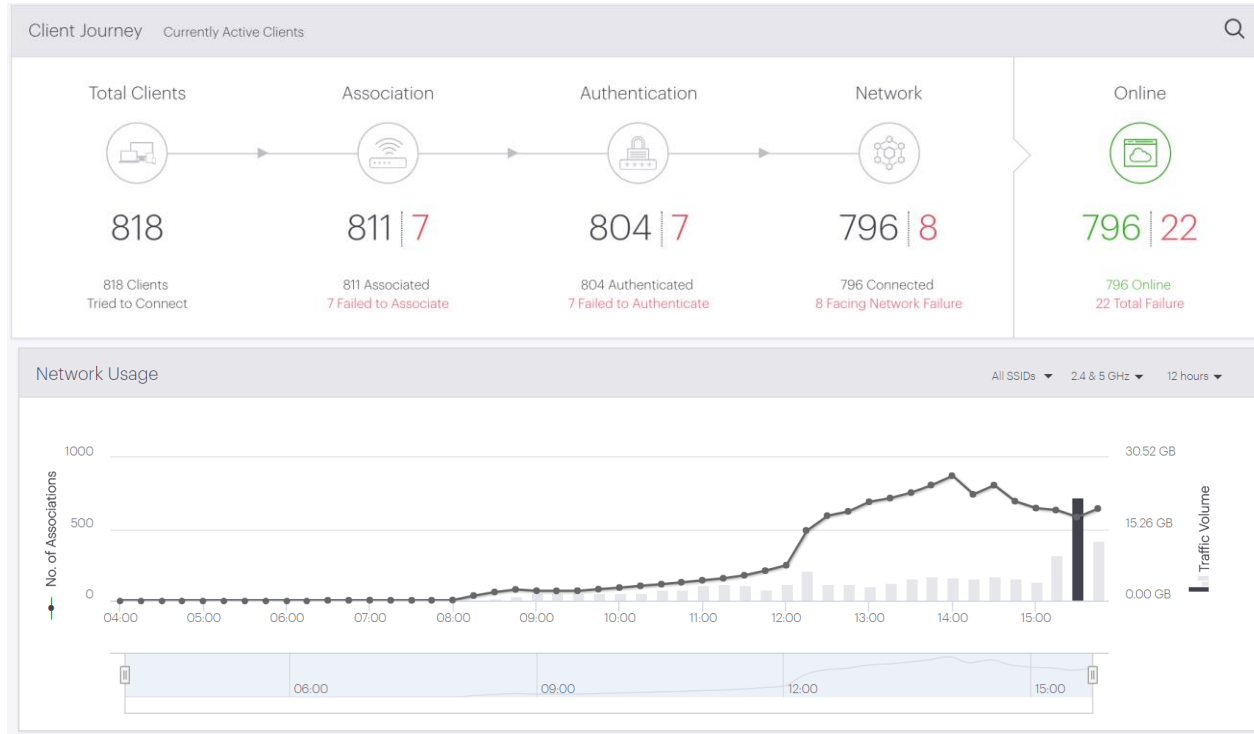 Client Journey Currently Active Clients
Total Clients Association Authentication Network Online
818 811 7 804 7 796 8 796 22
818 Clients 811 Associated 804 Authenticated 796 Connected 796 Online
Tried to Connect 7 Failed to Associate 7 Failed to Authenticate 8 Facing Network Failure 22 Total Failure
Network Usage All SSIDs 2.4 & 5 GHz 12 hours
No. of Associations
1000 30.52 GB
500 15.26 GB
0 0.00 GB
Traffic Volume
04:00 05:00 06:00 07:00 08:00 09:00 10:00 11:00 12:00 13:00 14:00 15:00
06:00 09:00 12:00 15:00